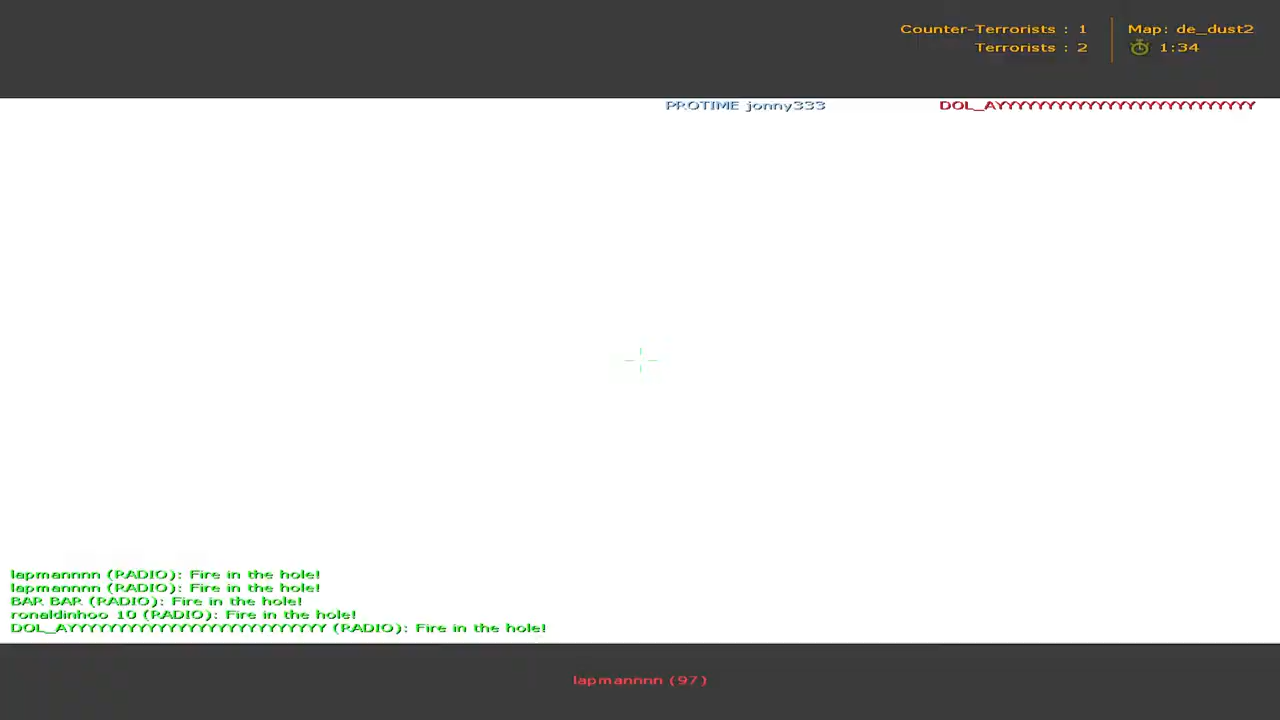 Counter-Terrorists : 1
Terrorists : 2
Map: de_dust2
1:34
PROTIME jonny333
DOL_AYYYYYYYYYYYYYYYYYYYYYYYYYY
lapmannnn (RADIO): Fire in the hole!
lapmannnn (RADIO): Fire in the hole!
BAR BAR (RADIO): Fire in the hole!
ronaldinhoo 10 (RADIO): Fire in the hole!
DOL_AYYYYYYYYYYYYYYYYYYYYYYYYYY (RADIO): Fire in the hole!
lapmannnn (97)